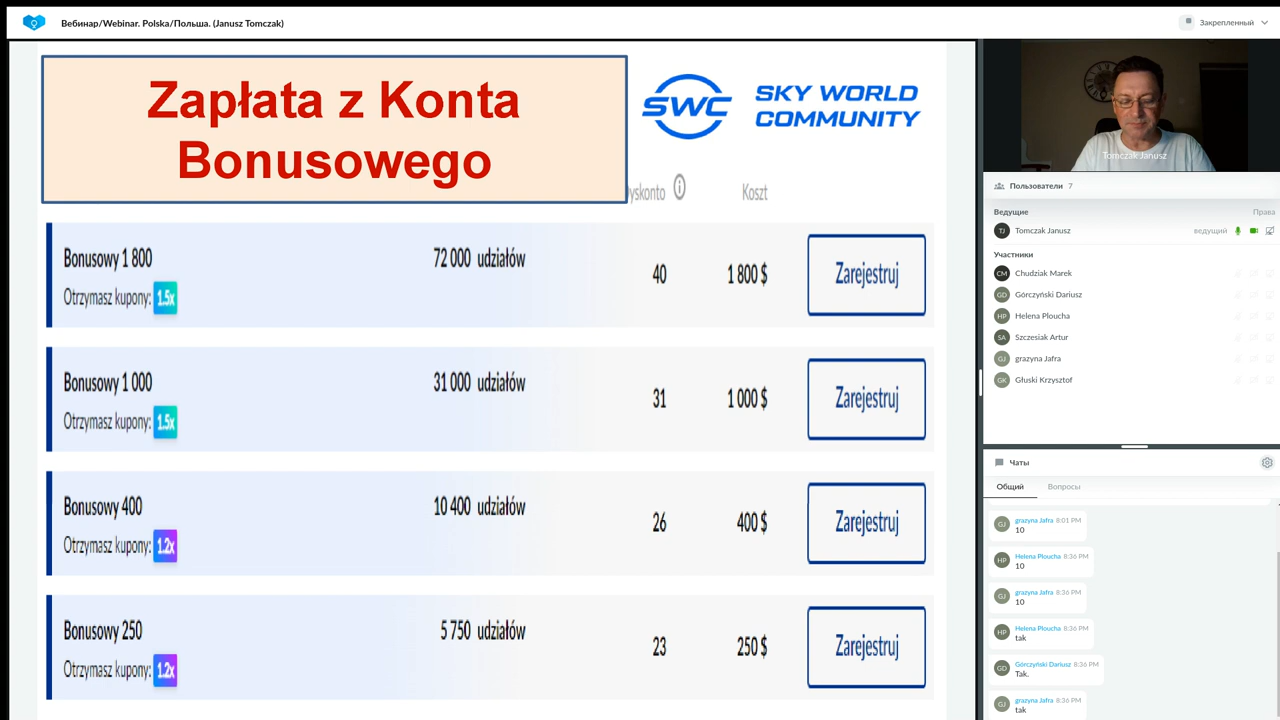 Вебинар/Webinar. Polska/Польша. (Janusz Tomczak)
Закрепленный
Zapłata z Konta
Bonusowego
SWC
SKY WORLD
COMMUNITY
Koszt
Bonusowy 1 800
72 000 udziałów
40
1 800 $
Zarejestruj
Otrzymasz kupony: 1.5x
Bonusowy 1 000
31 000 udziałów
31
1 000 $
Zarejestruj
Otrzymasz kupony: 1.5x
Bonusowy 400
10 400 udziałów
26
400 $
Zarejestruj
Otrzymasz kupony: 1.2x
Bonusowy 250
5 750 udziałów
23
250 $
Zarejestruj
Otrzymasz kupony: 1.2x
Tomczak Janusz
Пользователи 7
Ведущие
Права
TJ Tomczak Janusz ведущий
Участники
CM Chudziak Marek
GD Górczyński Dariusz
HP Helena Ploucha
SA Szczesiak Artur
GJ grazyna Jafra
GK Głuski Krzysztof
Чаты
Общий
Вопросы
GJ grazyna Jafra 8:01 PM
10
HP Helena Ploucha 8:36 PM
10
GJ grazyna Jafra 8:36 PM
10
HP Helena Ploucha 8:36 PM
tak
GD Górczyński Dariusz 8:36 PM
Tak.
GJ grazyna Jafra 8:36 PM
tak